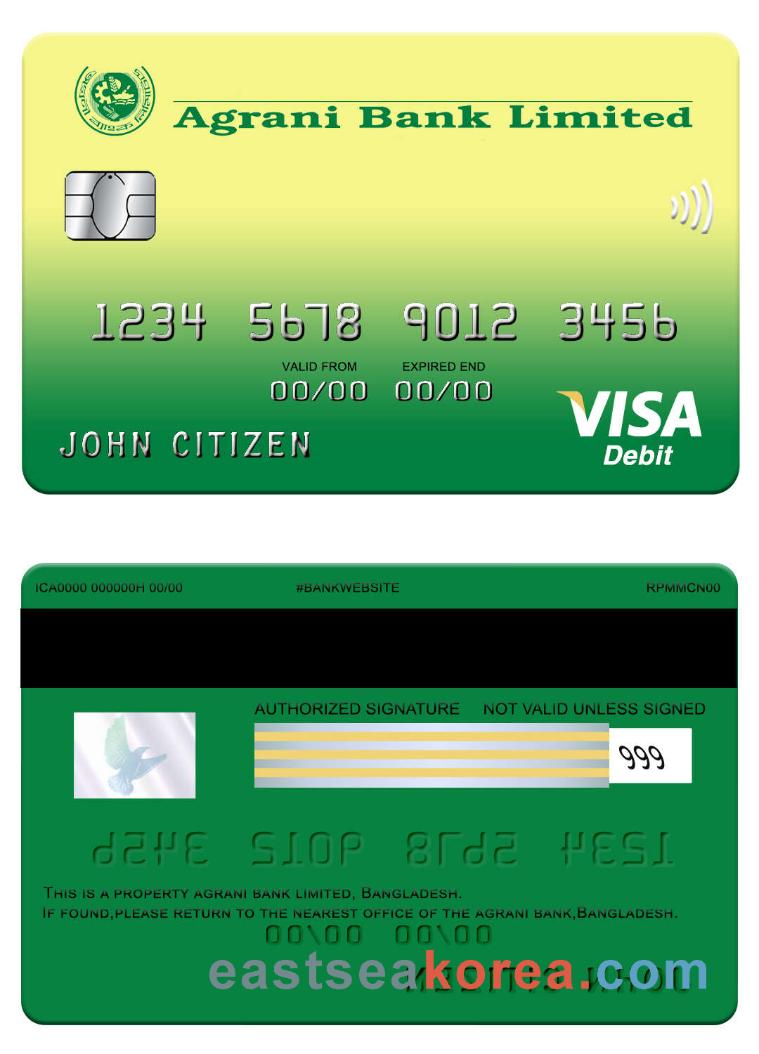 Agrani Bank Limited
1234 5678 9012 3456
VALID FROM EXPIRED END
00/00 00/00
JOHN CITIZEN
VISA
Debit
ICA0000 000000H 00/00 #BANKWEBSITE RPMMCN00
AUTHORIZED SIGNATURE NOT VALID UNLESS SIGNED
999
THIS IS A PROPERTY AGRANI BANK LIMITED, BANGLADESH.
IF FOUND,PLEASE RETURN TO THE NEAREST OFFICE OF THE AGRANI BANK,BANGLADESH.
00/00 00/00
eastseakorea.com